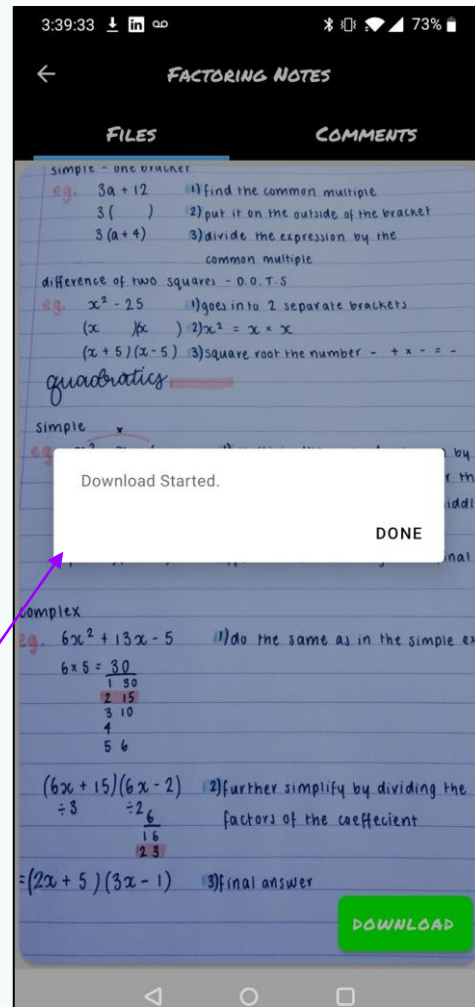 3:39:33 in 73%
FACTORING NOTES
FILES COMMENTS
simple - one bracket
eg. 3a + 12 1) find the common multiple
3 ( ) 2) put it on the outside of the bracket
3 (a + 4) 3) divide the expression by the
common multiple
difference of two squares - D.O.T.S
eg. x² - 25 1) goes in to 2 separate brackets
(x )(x ) 2) x² = x × x
(x + 5)(x - 5) 3) square root the number - + × - = -
quadratics
simple x
by
Download Started.
DONE
complex
eg. 6x² + 13x - 5 1) do the same as in the simple ex
6 × 5 = 30
1 30
2 15
3 10
4
5 6
(6x + 15)(6x - 2) 2) further simplify by dividing the
÷3 ÷2 6 factors of the coeffecient
1 6
2 3
=(2x + 5)(3x - 1) 3) final answer
DOWNLOAD